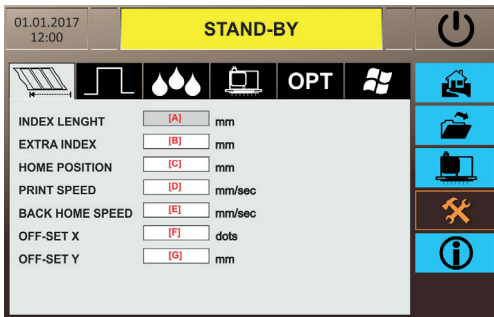 01.01.2017
12:00
STAND-BY
OPT
INDEX LENGHT [A] mm
EXTRA INDEX [B] mm
HOME POSITION [C] mm
PRINT SPEED [D] mm/sec
BACK HOME SPEED [E] mm/sec
OFF-SET X [F] dots
OFF-SET Y [G] mm